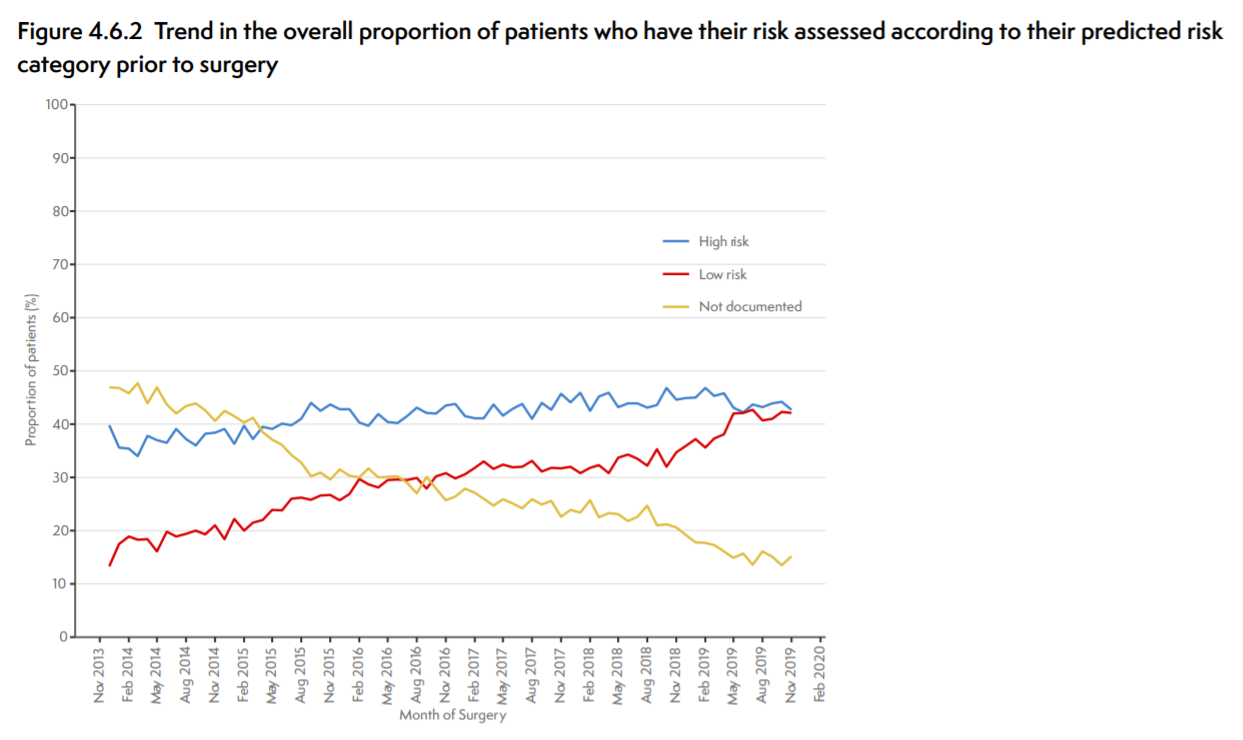 Figure 4.6.2 Trend in the overall proportion of patients who have their risk assessed according to their predicted risk
category prior to surgery
100
90
80
70
60
50
40
30
20
10
0
Proportion of patients (%)
High risk
Low risk
Not documented
Nov 2013
Feb 2014
May 2014
Aug 2014
Nov 2014
Feb 2015
May 2015
Aug 2015
Nov 2015
Feb 2016
May 2016
Aug 2016
Nov 2016
Feb 2017
May 2017
Aug 2017
Nov 2017
Feb 2018
May 2018
Aug 2018
Nov 2018
Feb 2019
May 2019
Aug 2019
Nov 2019
Feb 2020
Month of Surgery